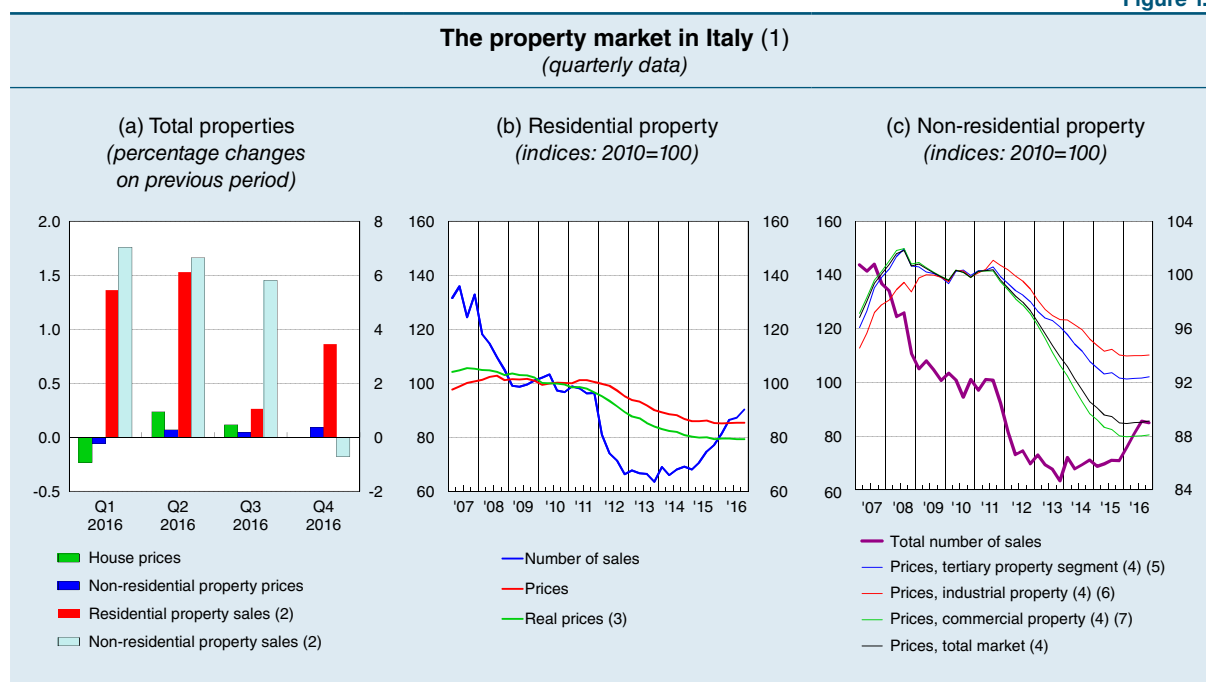 Figure 1.
The property market in Italy (1)
(quarterly data)
(a) Total properties
(percentage changes
on previous period)
2.0
1.5
1.0
0.5
0.0
-0.5
8
6
4
2
0
-2
Q1
2016
Q2
2016
Q3
2016
Q4
2016
House prices
Non-residential property prices
Residential property sales (2)
Non-residential property sales (2)
(b) Residential property
(indices: 2010=100)
160
140
120
100
80
60
160
140
120
100
80
60
'07 '08 '09 '10 '11 '12 '13 '14 '15 '16
Number of sales
Prices
Real prices (3)
(c) Non-residential property
(indices: 2010=100)
160
140
120
100
80
60
104
100
96
92
88
84
'07 '08 '09 '10 '11 '12 '13 '14 '15 '16
Total number of sales
Prices, tertiary property segment (4) (5)
Prices, industrial property (4) (6)
Prices, commercial property (4) (7)
Prices, total market (4)